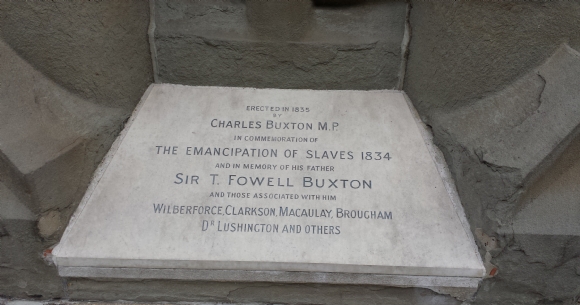 ERECTED IN 1835
BY
CHARLES BUXTON M.P.
IN COMMEMORATION OF
THE EMANCIPATION OF SLAVES 1834
AND IN MEMORY OF HIS FATHER
SIR T. FOWELL BUXTON
AND THOSE ASSOCIATED WITH HIM
WILBERFORCE, CLARKSON, MACAULAY, BROUGHAM
DR LUSHINGTON AND OTHERS